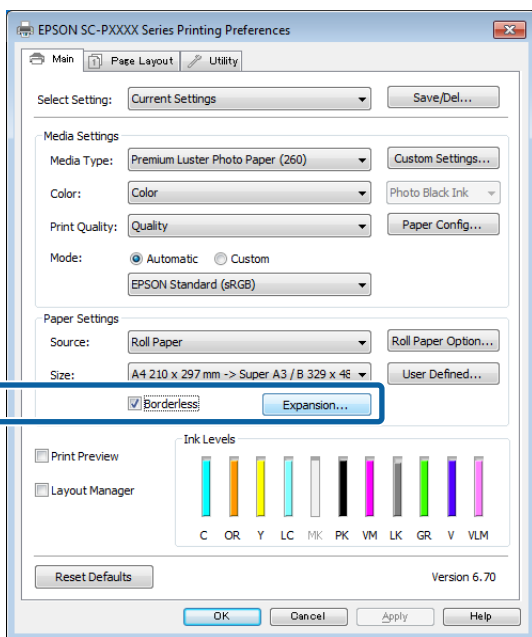 EPSON SC-PXXXX Series Printing Preferences
Main Page Layout Utility
Select Setting: Current Settings Save/Del...
Media Settings
Media Type: Premium Luster Photo Paper (260) Custom Settings...
Color: Color Photo Black Ink
Print Quality: Quality Paper Config...
Mode: Automatic Custom
EPSON Standard (sRGB)
Paper Settings
Source: Roll Paper Roll Paper Option...
Size: A4 210 x 297 mm -> Super A3 / B 329 x 48 User Defined...
Borderless Expansion...
Ink Levels
Print Preview
Layout Manager
C OR Y LC MK PK VM LK GR V VLM
Reset Defaults Version 6.70
OK Cancel Apply Help